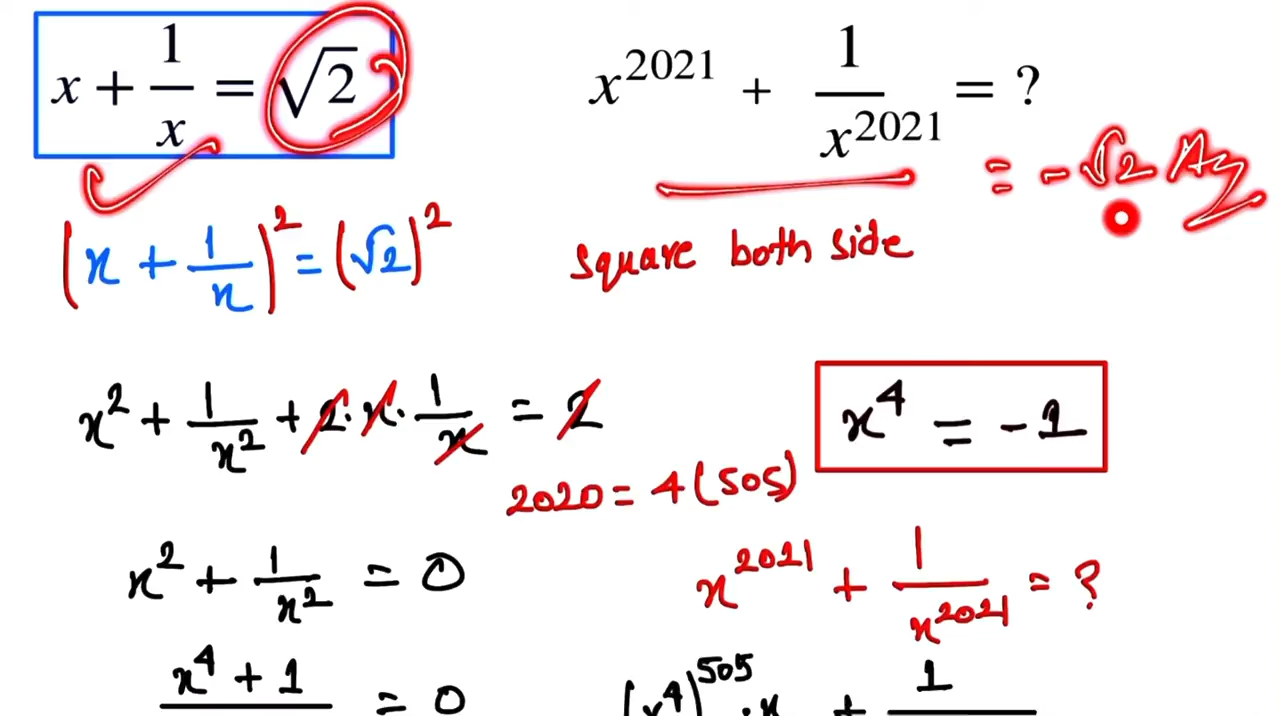 x + 1/x = √2
x^2021 + 1/x^2021 = ?
= -√2 Ans
(x + 1/x)^2 = (√2)^2
square both side
x^2 + 1/x^2 + 2·x·1/x = 2
x^4 = -1
2020 = 4(505)
x^2 + 1/x^2 = 0
x^2021 + 1/x^2021 = ?
x^4 + 1 = 0
(x^4)^505 · x + 1